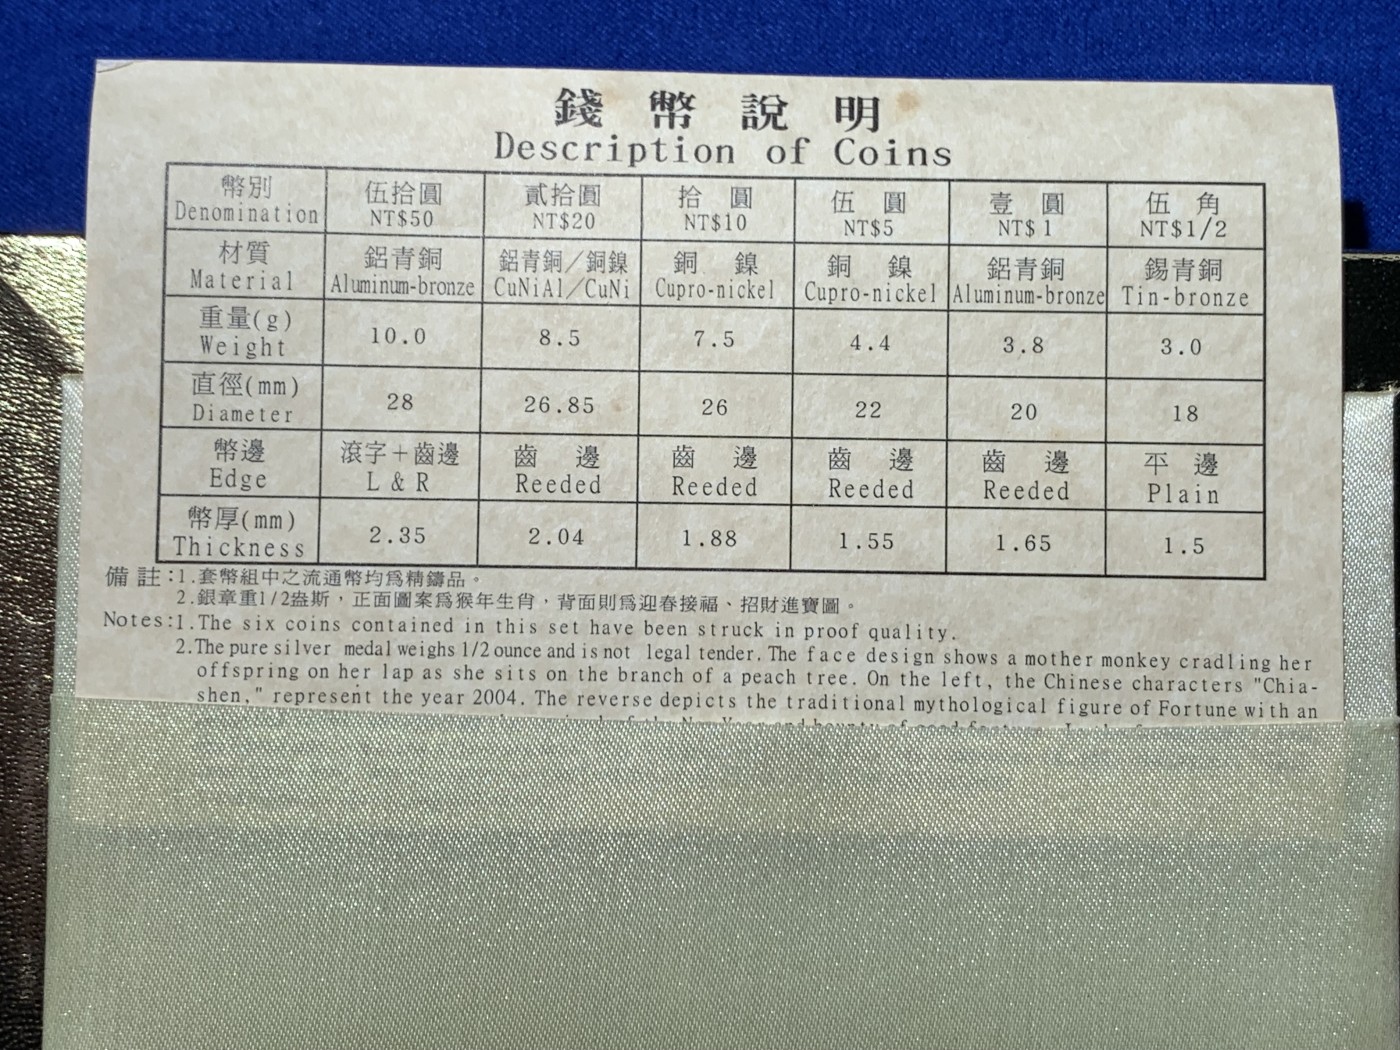 錢幣說明
Description of Coins
幣別 伍拾圓 貳拾圓 拾圓 伍圓 壹圓 伍角
Denomination NT$50 NT$20 NT$10 NT$5 NT$1 NT$1/2
材質 鋁青銅 鋁青銅/銅鎳 銅鎳 銅鎳 鋁青銅 錫青銅
Material Aluminum-bronze CuNiAl/CuNi Cupro-nickel Cupro-nickel Aluminum-bronze Tin-bronze
重量(g)
Weight 10.0 8.5 7.5 4.4 3.8 3.0
直徑(mm)
Diameter 28 26.85 26 22 20 18
幣邊 滾字+齒邊 齒邊 齒邊 齒邊 齒邊 平邊
Edge L & R Reeded Reeded Reeded Reeded Plain
幣厚(mm)
Thickness 2.35 2.04 1.88 1.55 1.65 1.5
備註:1.套幣組中之流通幣均為精鑄品。
2.銀章重1/2盎斯,正面圖案為猴年生肖,背面則為迎春接福、招財進寶圖。
Notes:1.The six coins contained in this set have been struck in proof quality.
2.The pure silver medal weighs 1/2 ounce and is not legal tender. The face design shows a mother monkey cradling her
offspring on her lap as she sits on the branch of a peach tree. On the left, the Chinese characters "Chia-
shen," represent the year 2004. The reverse depicts the traditional mythological figure of Fortune with an